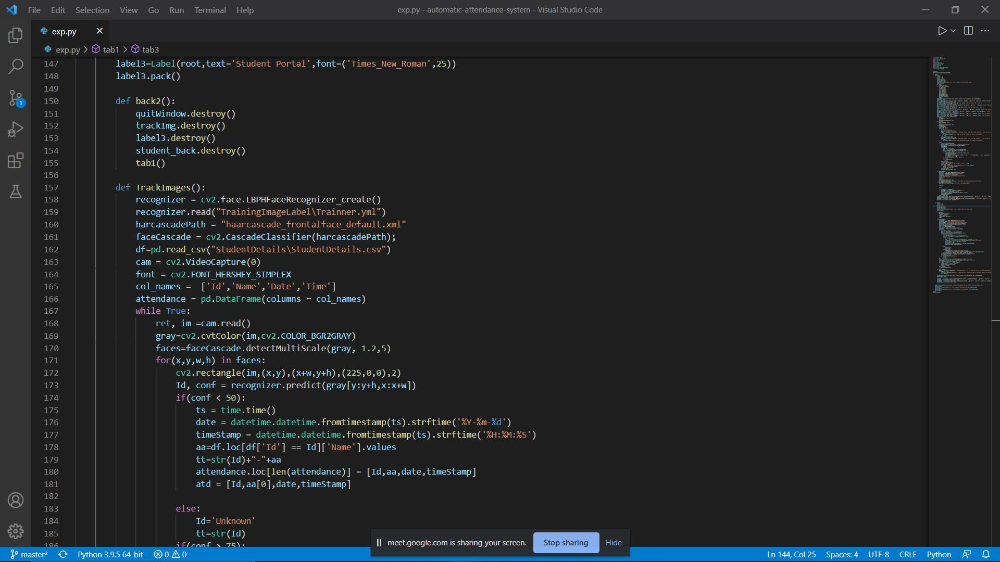 File Edit Selection View Go Run Terminal Help
exp.py - automatic-attendance-system - Visual Studio Code
exp.py
exp.py > tab1 > tab3
147 label3=Label(root,text='Student Portal',font=('Times_New_Roman',25))
148 label3.pack()
149
150 def back2():
151 quitWindow.destroy()
152 trackImg.destroy()
153 label3.destroy()
154 student_back.destroy()
155 tab1()
156
157 def TrackImages():
158 recognizer = cv2.face.LBPHFaceRecognizer_create()
159 recognizer.read("TrainingImageLabel\Trainner.yml")
160 harcascadePath = "haarcascade_frontalface_default.xml"
161 faceCascade = cv2.CascadeClassifier(harcascadePath);
162 df=pd.read_csv("StudentDetails\StudentDetails.csv")
163 cam = cv2.VideoCapture(0)
164 font = cv2.FONT_HERSHEY_SIMPLEX
165 col_names =  ['Id','Name','Date','Time']
166 attendance = pd.DataFrame(columns = col_names)
167 while True:
168 ret, im =cam.read()
169 gray=cv2.cvtColor(im,cv2.COLOR_BGR2GRAY)
170 faces=faceCascade.detectMultiScale(gray, 1.2,5)
171 for(x,y,w,h) in faces:
172 cv2.rectangle(im,(x,y),(x+w,y+h),(225,0,0),2)
173 Id, conf = recognizer.predict(gray[y:y+h,x:x+w])
174 if(conf < 50):
175 ts = time.time()
176 date = datetime.datetime.fromtimestamp(ts).strftime('%Y-%m-%d')
177 timeStamp = datetime.datetime.fromtimestamp(ts).strftime('%H:%M:%S')
178 aa=df.loc[df['Id'] == Id]['Name'].values
179 tt=str(Id)+"-"+aa
180 attendance.loc[len(attendance)] = [Id,aa,date,timeStamp]
181 atd = [Id,aa[0],date,timeStamp]
182
183 else:
184 Id='Unknown'
185 tt=str(Id)
186 if(conf > 75):
1
meet.google.com is sharing your screen. Stop sharing Hide
master* Python 3.9.5 64-bit 0 0 Ln 144, Col 25 Spaces: 4 UTF-8 CRLF Python